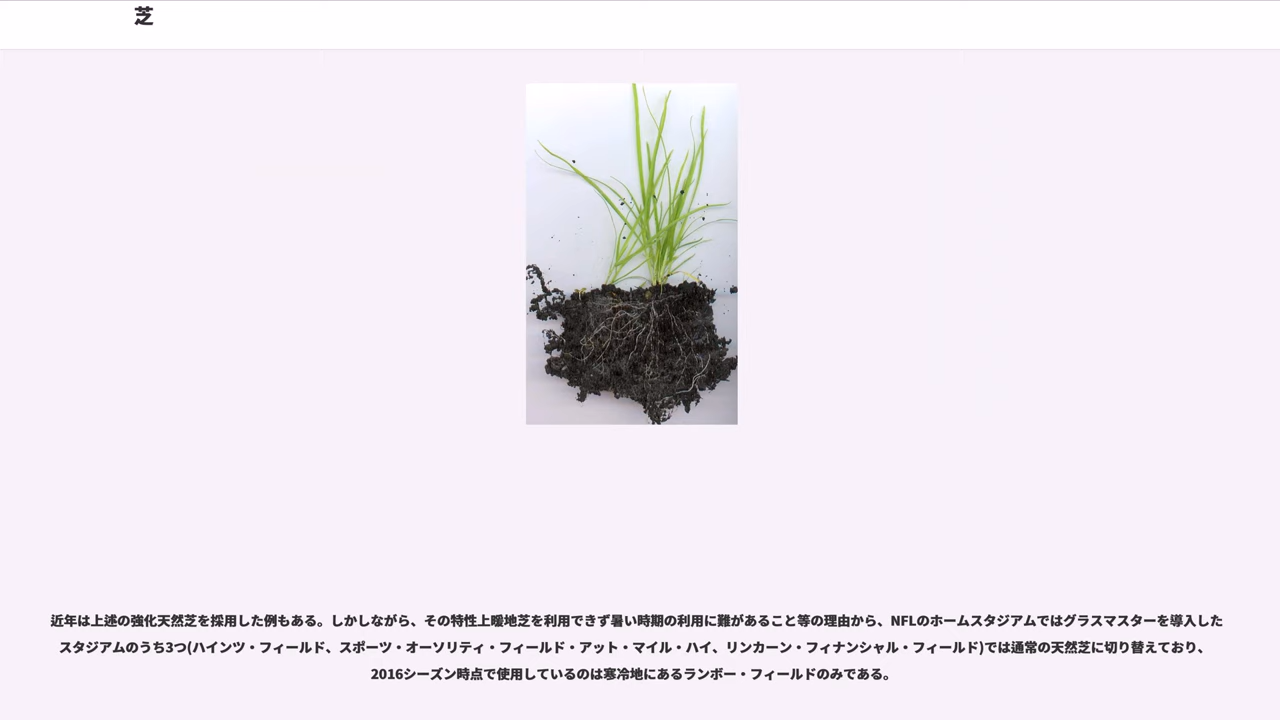 芝
近年は上述の強化天然芝を採用した例もある。しかしながら、その特性上暖地芝を利用できず暑い時期の利用に難があること等の理由から、NFLのホームスタジアムではグラスマスターを導入した
スタジアムのうち3つ(ハインツ・フィールド、スポーツ・オーソリティ・フィールド・アット・マイル・ハイ、リンカーン・フィナンシャル・フィールド)では通常の天然芝に切り替えており、
2016シーズン時点で使用しているのは寒冷地にあるランボー・フィールドのみである。